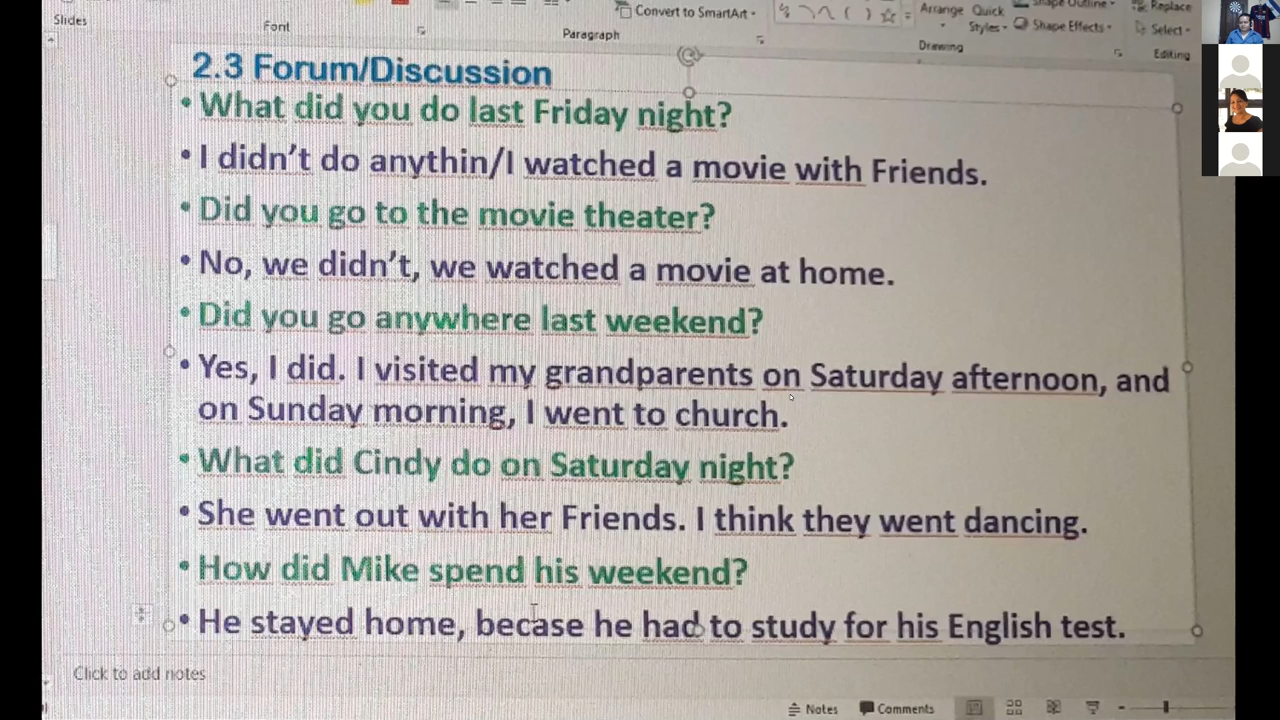 Slides
Font
Convert to SmartArt
Paragraph
Arrange
Quick
Styles
Shape Outline
Shape Effects
Drawing
Replace
Select
Editing
2.3 Forum/Discussion
• What did you do last Friday night?
• I didn't do anythin/I watched a movie with Friends.
• Did you go to the movie theater?
• No, we didn't, we watched a movie at home.
• Did you go anywhere last weekend?
• Yes, I did. I visited my grandparents on Saturday afternoon, and
on Sunday morning, I went to church.
• What did Cindy do on Saturday night?
• She went out with her Friends. I think they went dancing.
• How did Mike spend his weekend?
• He stayed home, becase he had to study for his English test.
Click to add notes
Notes
Comments